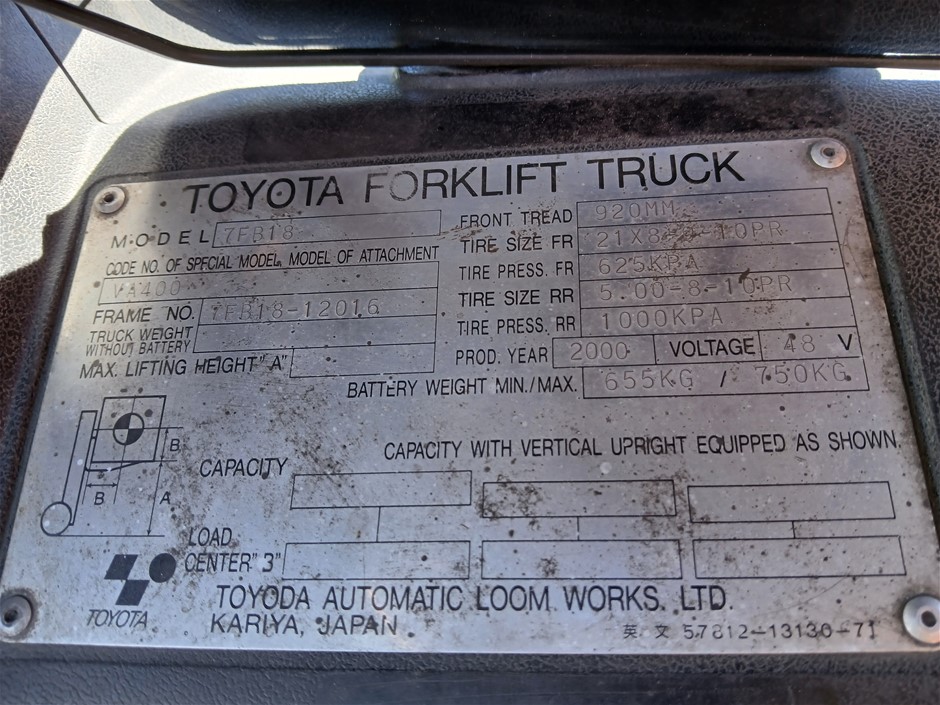 TOYOTA FORKLIFT TRUCK
MODEL 7FB18
CODE NO. OF SPECIAL MODEL, MODEL OF ATTACHMENT
VA400
FRAME NO. 7FB18-12016
TRUCK WEIGHT
WITHOUT BATTERY
MAX. LIFTING HEIGHT "A"
FRONT TREAD 920MM
TIRE SIZE FR 21X8-9-10PR
TIRE PRESS. FR 625KPA
TIRE SIZE RR 5.00-8-10PR
TIRE PRESS. RR 1000KPA
PROD. YEAR 2000 VOLTAGE 48 V
BATTERY WEIGHT MIN./MAX. 655KG / 750KG
CAPACITY WITH VERTICAL UPRIGHT EQUIPPED AS SHOWN.
B
B
A
CAPACITY
LOAD
CENTER "3"
TOYOTA
TOYODA AUTOMATIC LOOM WORKS. LTD.
KARIYA, JAPAN
英 文 57812-13130-71